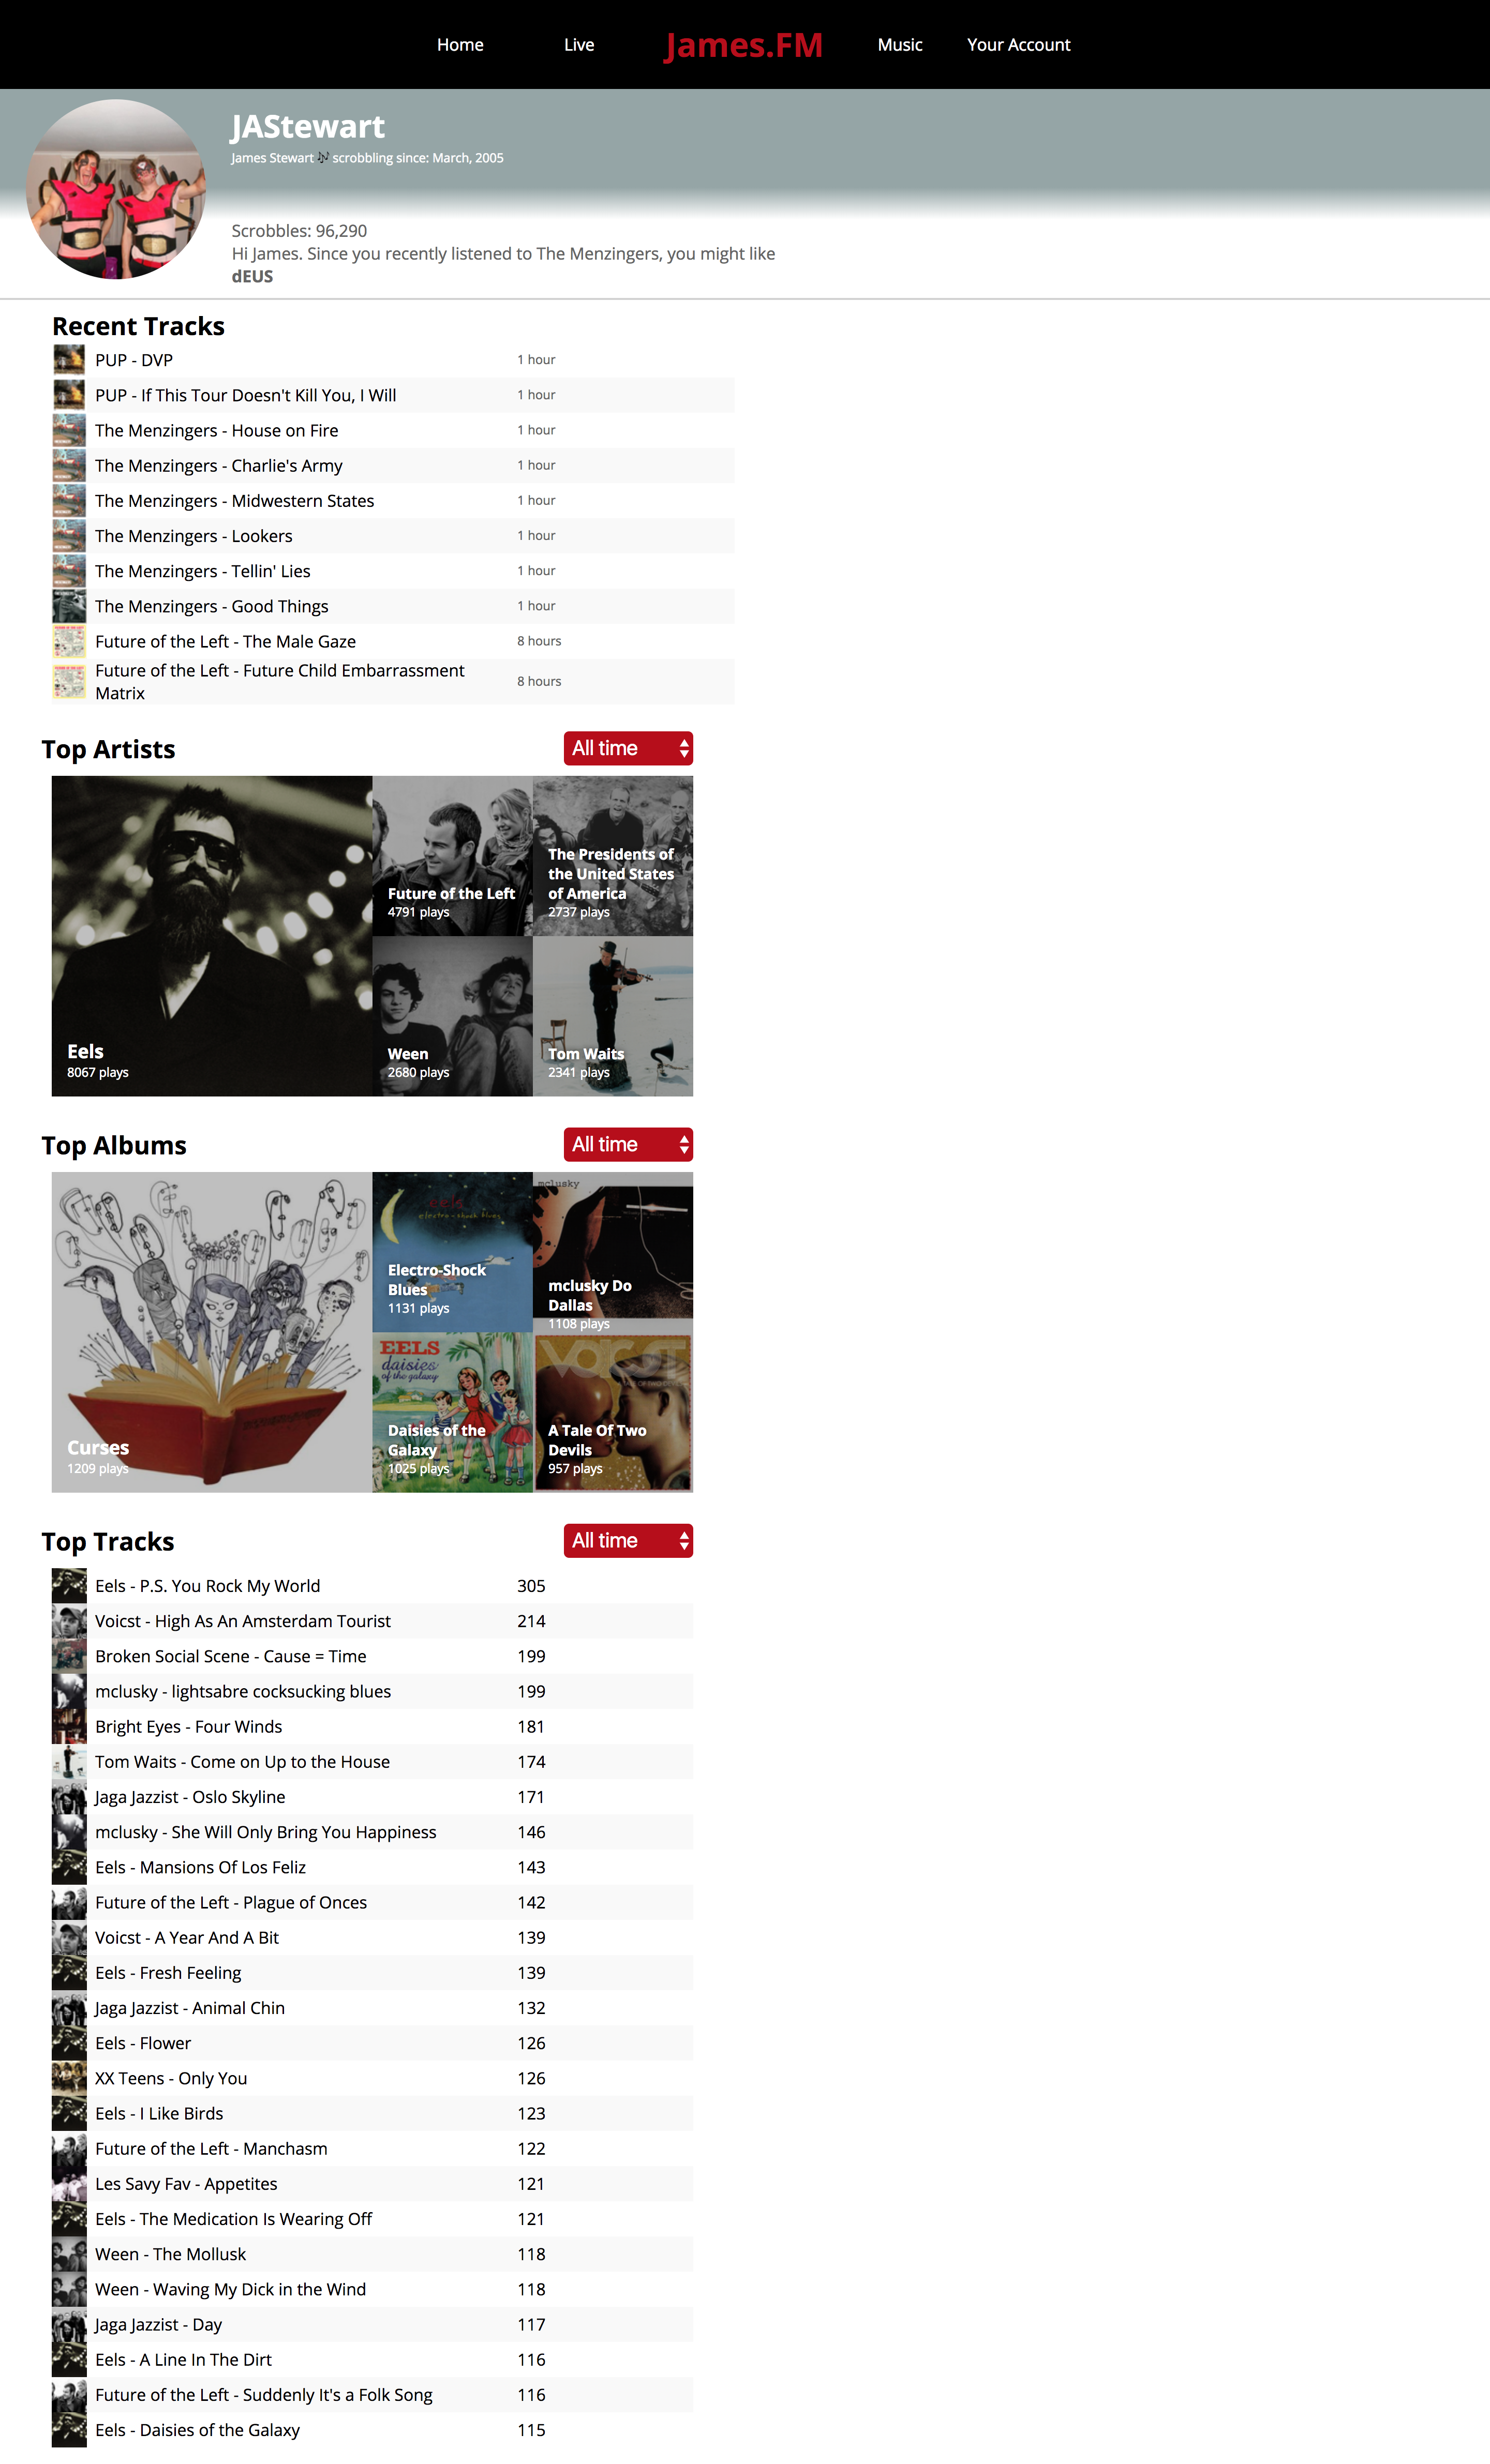 Home Live James.FM Music Your Account
JAStewart
James Stewart 🎶 scrobbling since: March, 2005
Scrobbles: 96,290
Hi James. Since you recently listened to The Menzingers, you might like
dEUS
Recent Tracks
PUP - DVP 1 hour
PUP - If This Tour Doesn't Kill You, I Will 1 hour
The Menzingers - House on Fire 1 hour
The Menzingers - Charlie's Army 1 hour
The Menzingers - Midwestern States 1 hour
The Menzingers - Lookers 1 hour
The Menzingers - Tellin' Lies 1 hour
The Menzingers - Good Things 1 hour
Future of the Left - The Male Gaze 8 hours
Future of the Left - Future Child Embarrassment
Matrix 8 hours
Top Artists All time
Eels
8067 plays
Future of the Left
4791 plays
The Presidents of
the United States
of America
2737 plays
Ween
2680 plays
Tom Waits
2341 plays
Top Albums All time
Curses
1209 plays
eels
electro-shock blues
Electro-Shock
Blues
1131 plays
mclusky
mclusky Do
Dallas
1108 plays
EELS
daisies
of the galaxy
Daisies of the
Galaxy
1025 plays
VOICST
A Tale Of Two
Devils
957 plays
Top Tracks All time
Eels - P.S. You Rock My World 305
Voicst - High As An Amsterdam Tourist 214
Broken Social Scene - Cause = Time 199
mclusky - lightsabre cocksucking blues 199
Bright Eyes - Four Winds 181
Tom Waits - Come on Up to the House 174
Jaga Jazzist - Oslo Skyline 171
mclusky - She Will Only Bring You Happiness 146
Eels - Mansions Of Los Feliz 143
Future of the Left - Plague of Onces 142
Voicst - A Year And A Bit 139
Eels - Fresh Feeling 139
Jaga Jazzist - Animal Chin 132
Eels - Flower 126
XX Teens - Only You 126
Eels - I Like Birds 123
Future of the Left - Manchasm 122
Les Savy Fav - Appetites 121
Eels - The Medication Is Wearing Off 121
Ween - The Mollusk 118
Ween - Waving My Dick in the Wind 118
Jaga Jazzist - Day 117
Eels - A Line In The Dirt 116
Future of the Left - Suddenly It's a Folk Song 116
Eels - Daisies of the Galaxy 115